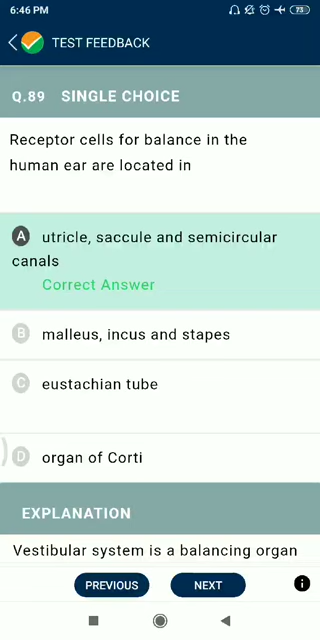 6:46 PM
73
TEST FEEDBACK
Q.89 SINGLE CHOICE
Receptor cells for balance in the
human ear are located in
A utricle, saccule and semicircular
canals
Correct Answer
B malleus, incus and stapes
C eustachian tube
D organ of Corti
EXPLANATION
Vestibular system is a balancing organ
PREVIOUS NEXT